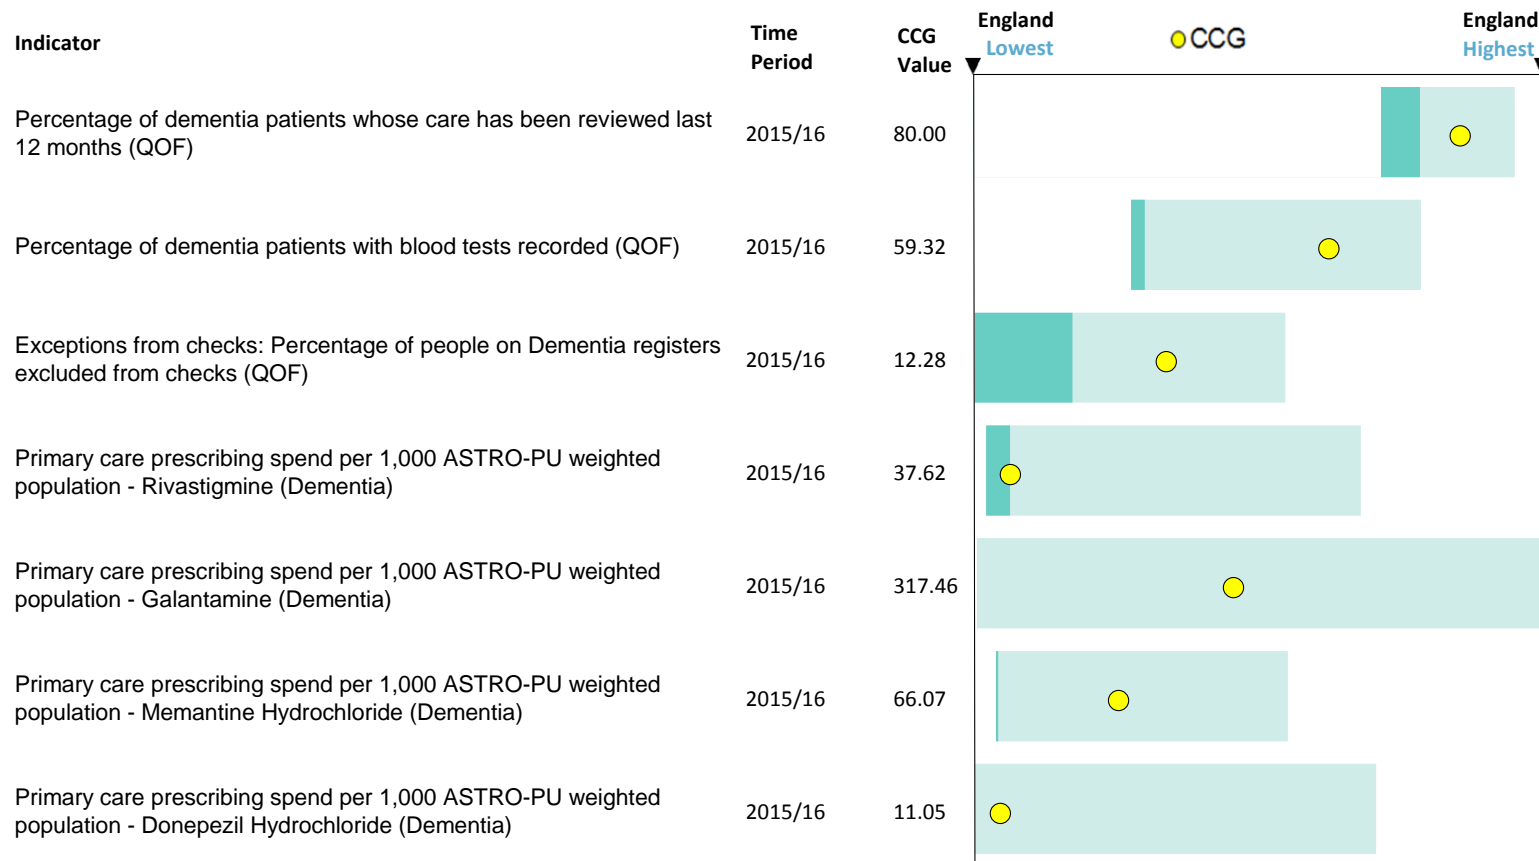 Indicator
Time
Period
CCG
Value
England
Lowest
CCG
England
Highest
Percentage of dementia patients whose care has been reviewed last
12 months (QOF)
2015/16
80.00
Percentage of dementia patients with blood tests recorded (QOF)
2015/16
59.32
Exceptions from checks: Percentage of people on Dementia registers
excluded from checks (QOF)
2015/16
12.28
Primary care prescribing spend per 1,000 ASTRO-PU weighted
population - Rivastigmine (Dementia)
2015/16
37.62
Primary care prescribing spend per 1,000 ASTRO-PU weighted
population - Galantamine (Dementia)
2015/16
317.46
Primary care prescribing spend per 1,000 ASTRO-PU weighted
population - Memantine Hydrochloride (Dementia)
2015/16
66.07
Primary care prescribing spend per 1,000 ASTRO-PU weighted
population - Donepezil Hydrochloride (Dementia)
2015/16
11.05